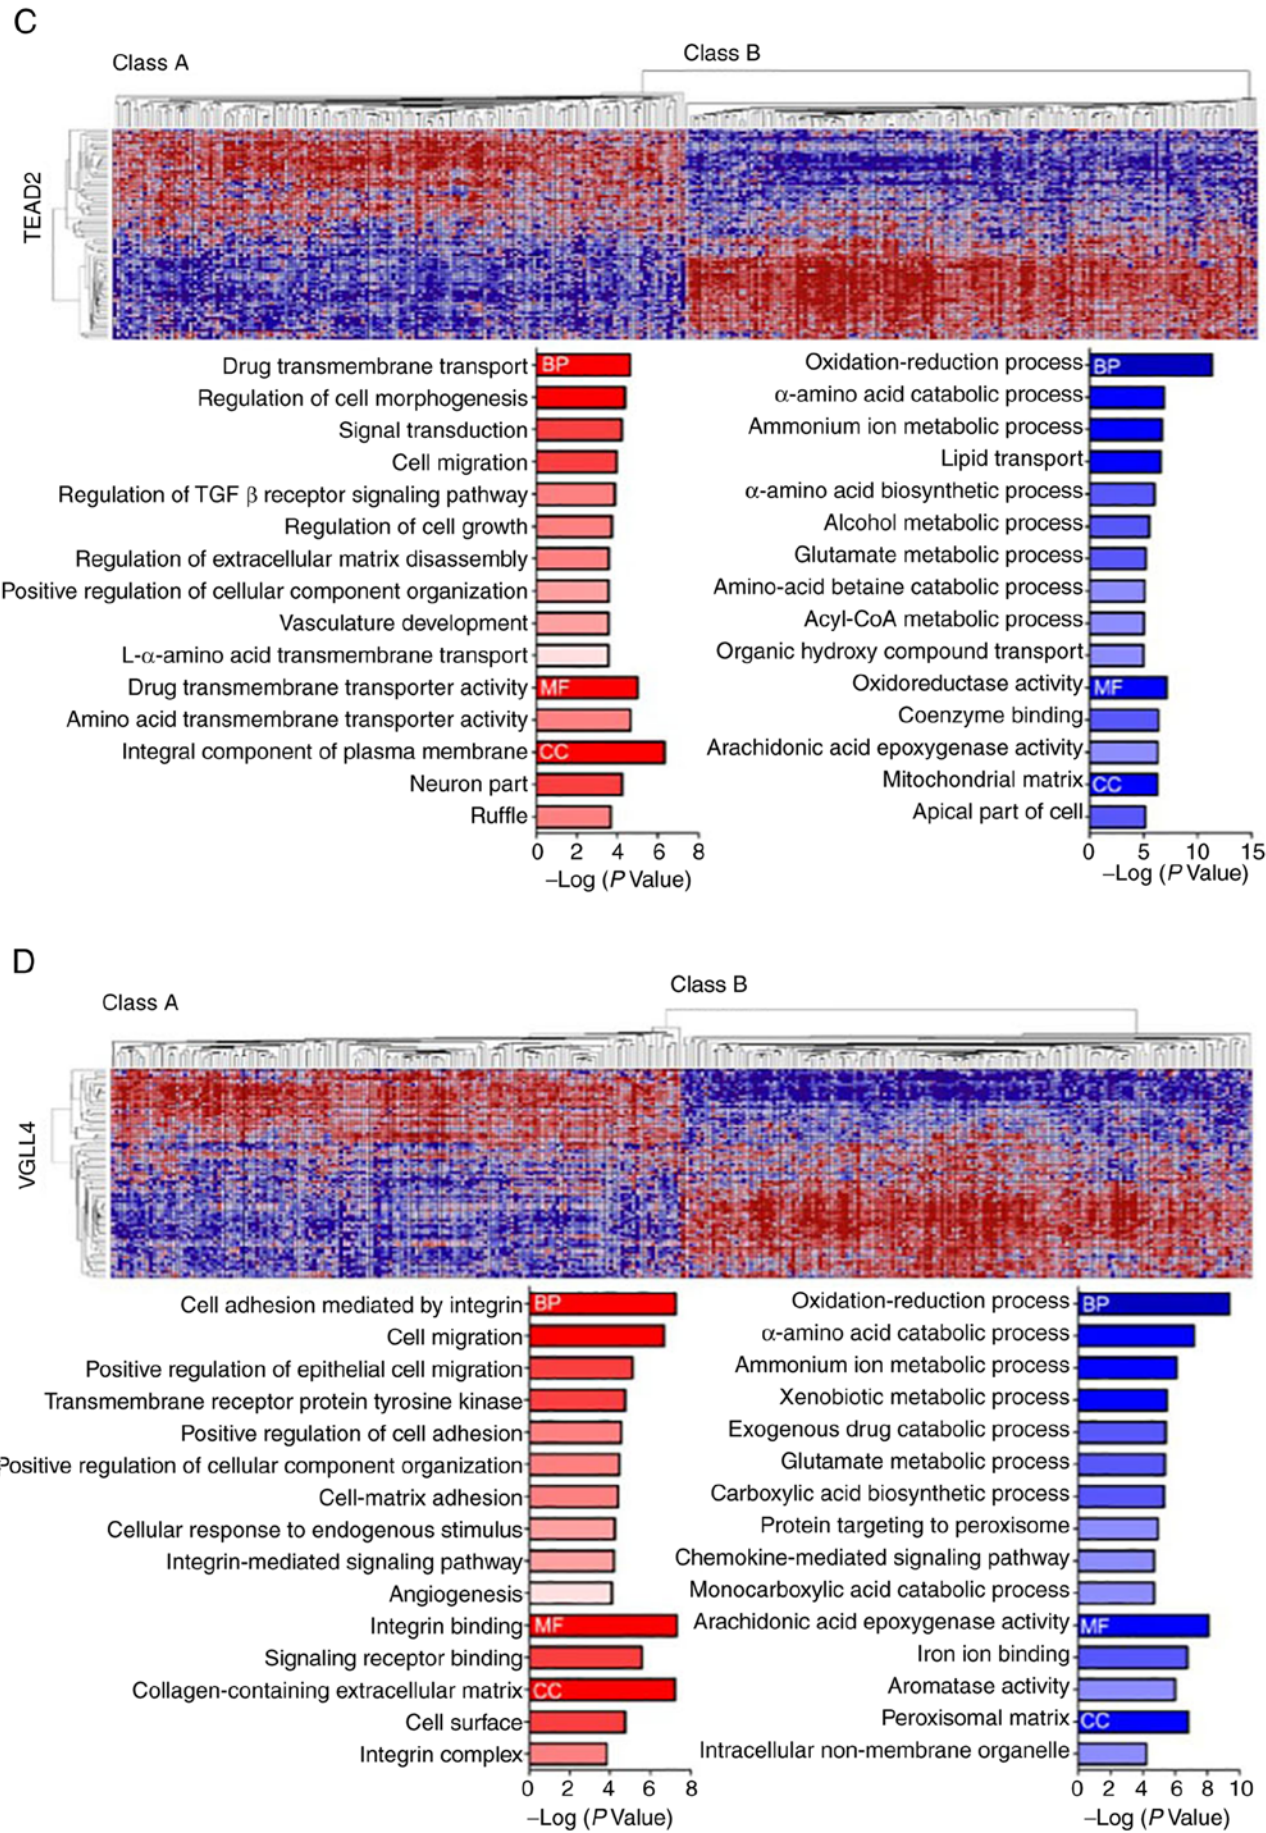 C
Class A
Class B
TEAD2
Drug transmembrane transport
Regulation of cell morphogenesis
Signal transduction
Cell migration
Regulation of TGF β receptor signaling pathway
Regulation of cell growth
Regulation of extracellular matrix disassembly
Positive regulation of cellular component organization
Vasculature development
L-α-amino acid transmembrane transport
Drug transmembrane transporter activity
Amino acid transmembrane transporter activity
Integral component of plasma membrane
Neuron part
Ruffle
BP
MF
CC
0 2 4 6 8
–Log (P Value)
Oxidation-reduction process
α-amino acid catabolic process
Ammonium ion metabolic process
Lipid transport
α-amino acid biosynthetic process
Alcohol metabolic process
Glutamate metabolic process
Amino-acid betaine catabolic process
Acyl-CoA metabolic process
Organic hydroxy compound transport
Oxidoreductase activity
Coenzyme binding
Arachidonic acid epoxygenase activity
Mitochondrial matrix
Apical part of cell
BP
MF
CC
0 5 10 15
–Log (P Value)
D
Class A
Class B
VGLL4
Cell adhesion mediated by integrin
Cell migration
Positive regulation of epithelial cell migration
Transmembrane receptor protein tyrosine kinase
Positive regulation of cell adhesion
Positive regulation of cellular component organization
Cell-matrix adhesion
Cellular response to endogenous stimulus
Integrin-mediated signaling pathway
Angiogenesis
Integrin binding
Signaling receptor binding
Collagen-containing extracellular matrix
Cell surface
Integrin complex
BP
MF
CC
0 2 4 6 8
–Log (P Value)
Oxidation-reduction process
α-amino acid catabolic process
Ammonium ion metabolic process
Xenobiotic metabolic process
Exogenous drug catabolic process
Glutamate metabolic process
Carboxylic acid biosynthetic process
Protein targeting to peroxisome
Chemokine-mediated signaling pathway
Monocarboxylic acid catabolic process
Arachidonic acid epoxygenase activity
Iron ion binding
Aromatase activity
Peroxisomal matrix
Intracellular non-membrane organelle
BP
MF
CC
0 2 4 6 8 10
–Log (P Value)